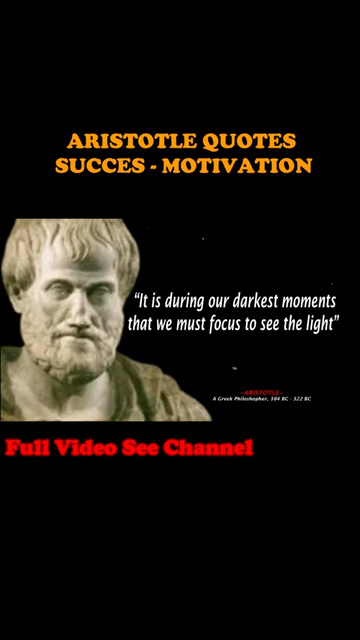 ARISTOTLE QUOTES
SUCCES - MOTIVATION
“It is during our darkest moments
that we must focus to see the light”
-ARISTOTLE-
A Greek Philochopher, 384 BC - 322 BC
Full Video See Channel